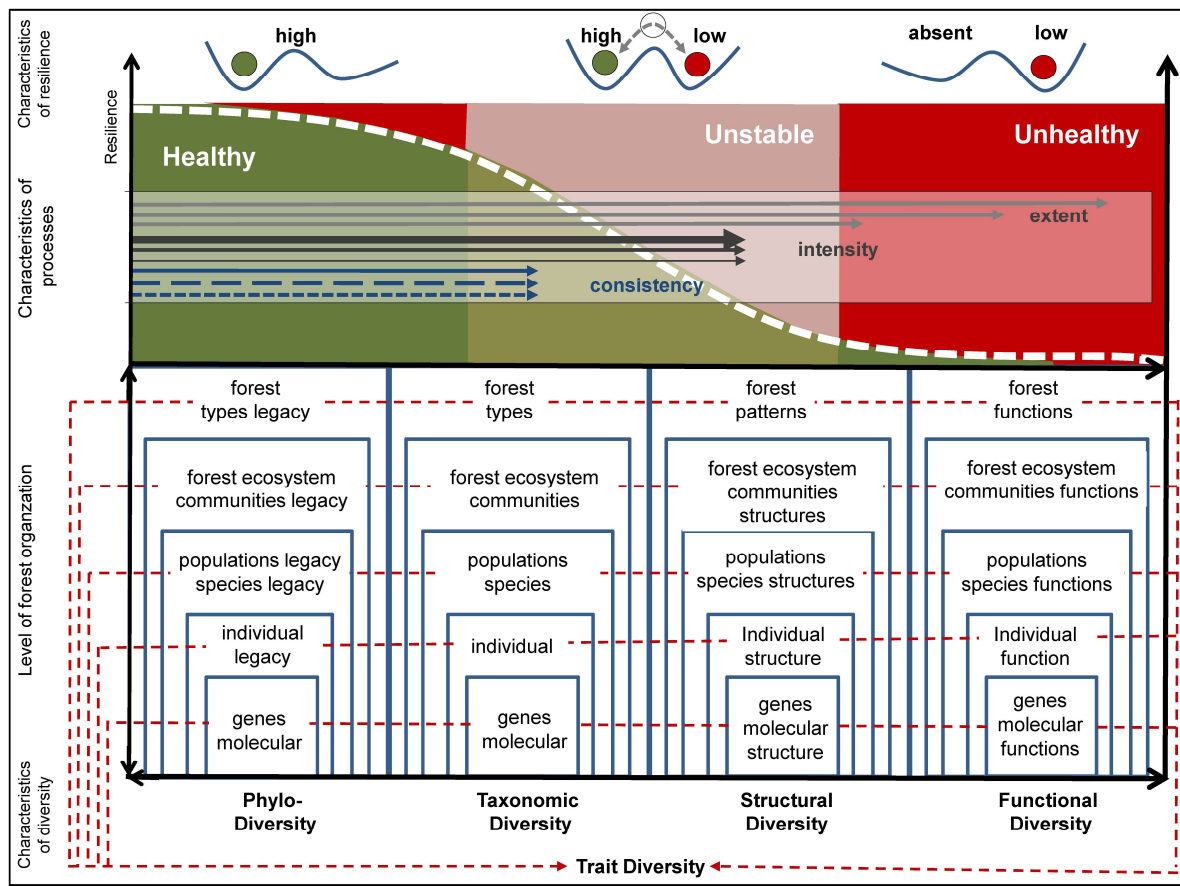 Characteristics
of resilience
high
high
low
absent
low
Resilience
Healthy
Unstable
Unhealthy
Characteristics of
processes
extent
intensity
consistency
Level of forest organization
forest
types legacy
forest
types
forest
patterns
forest
functions
forest ecosystem
communities legacy
forest ecosystem
communities
forest ecosystem
communities
structures
forest ecosystem
communities functions
populations legacy
species legacy
populations
species
populations
species structures
populations
species functions
individual
legacy
individual
Individual
structure
Individual
function
genes
molecular
genes
molecular
genes
molecular
structure
genes
molecular
functions
Characteristics
of diversity
Phylo-
Diversity
Taxonomic
Diversity
Structural
Diversity
Functional
Diversity
Trait Diversity